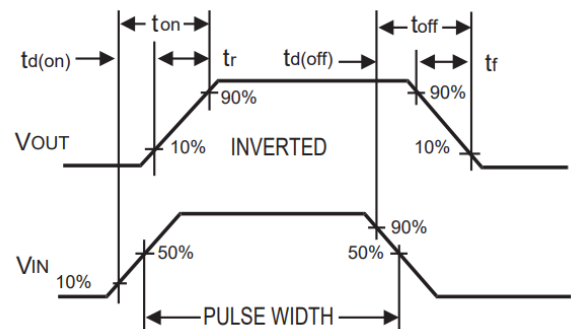 ton toff
td(on) tr td(off) tf
90% 90%
VOUT 10% INVERTED 10%
90%
50% 50%
VIN 10%
PULSE WIDTH